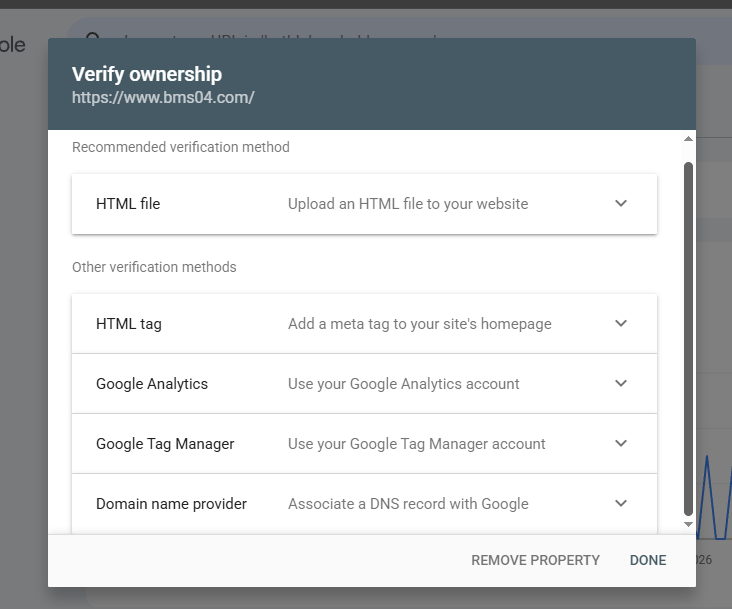 Verify ownership
https://www.bms04.com/
Recommended verification method
HTML file
Upload an HTML file to your website
Other verification methods
HTML tag
Add a meta tag to your site's homepage
Google Analytics
Use your Google Analytics account
Google Tag Manager
Use your Google Tag Manager account
Domain name provider
Associate a DNS record with Google
REMOVE PROPERTY
DONE